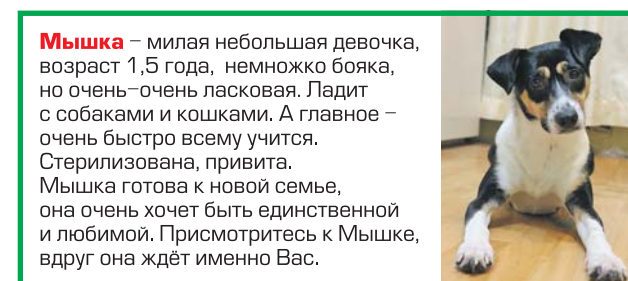 Мышка – милая небольшая девочка,
возраст 1,5 года, немножко бояка,
но очень-очень ласковая. Ладит
с собаками и кошками. А главное –
очень быстро всему учится.
Стерилизована, привита.
Мышка готова к новой семье,
она очень хочет быть единственной
и любимой. Присмотритесь к Мышке,
вдруг она ждёт именно Вас.